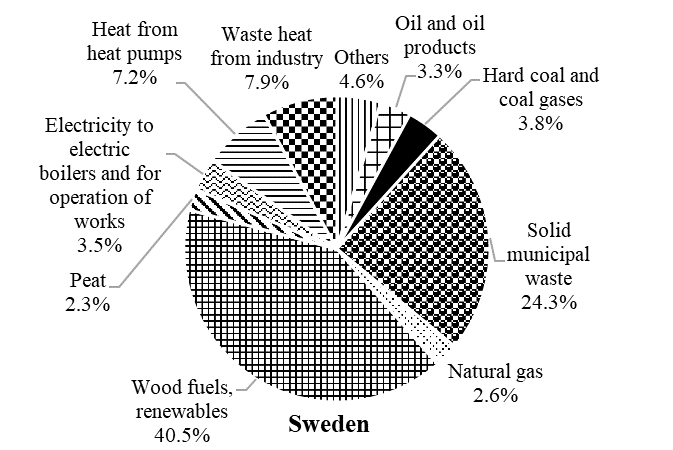 Heat from
heat pumps
7.2%
Waste heat
from industry
7.9%
Others
4.6%
Oil and oil
products
3.3%
Hard coal and
coal gases
3.8%
Electricity to
electric
boilers and for
operation of
works
3.5%
Solid
municipal
waste
24.3%
Peat
2.3%
Natural gas
2.6%
Wood fuels,
renewables
40.5%
Sweden